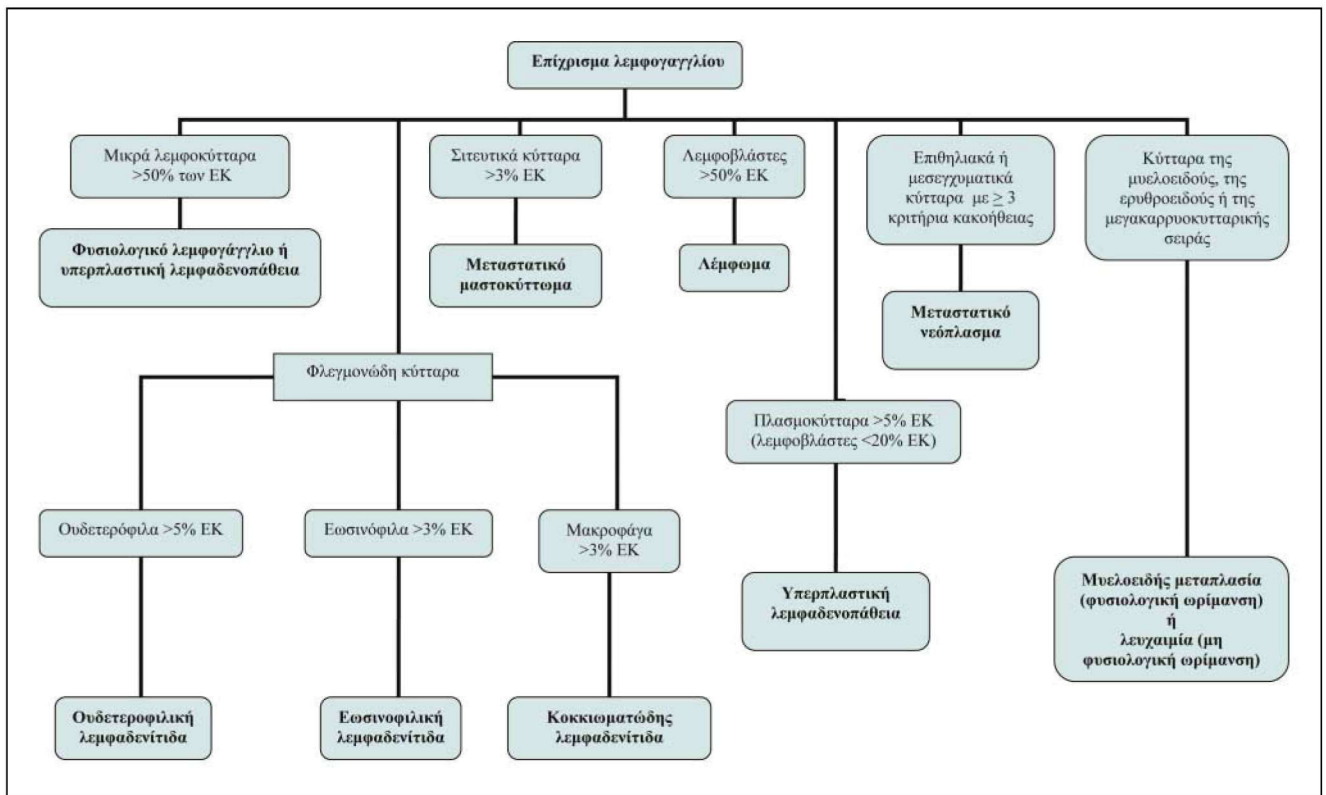 Επίχρισμα λεμφογαγγλίου
Μικρά λεμφοκύτταρα
>50% των ΕΚ
Φυσιολογικό λεμφογάγγλιο ή
υπερπλαστική λεμφαδενοπάθεια
Σιτευτικά κύτταρα
>3% ΕΚ
Μεταστατικό
μαστοκύττωμα
Λεμφοβλάστες
>50% ΕΚ
Λέμφωμα
Επιθηλιακά ή
μεσεγχυματικά
κύτταρα με ≥ 3
κριτήρια κακοήθειας
Μεταστατικό
νεόπλασμα
Κύτταρα της
μυελοειδούς, της
ερυθροειδούς ή της
μεγακαρρυοκυτταρικής
σειράς
Φλεγμονώδη κύτταρα
Πλασμοκύτταρα >5% ΕΚ
(λεμφοβλάστες <20% ΕΚ)
Ουδετερόφιλα >5% ΕΚ
Εωσινόφιλα >3% ΕΚ
Μακροφάγα
>3% ΕΚ
Υπερπλαστική
λεμφαδενοπάθεια
Μυελοειδής μεταπλασία
(φυσιολογική ωρίμανση)
ή
λευχαιμία (μη
φυσιολογική ωρίμανση)
Ουδετεροφιλική
λεμφαδενίτιδα
Εωσινοφιλική
λεμφαδενίτιδα
Κοκκιωματώδης
λεμφαδενίτιδα